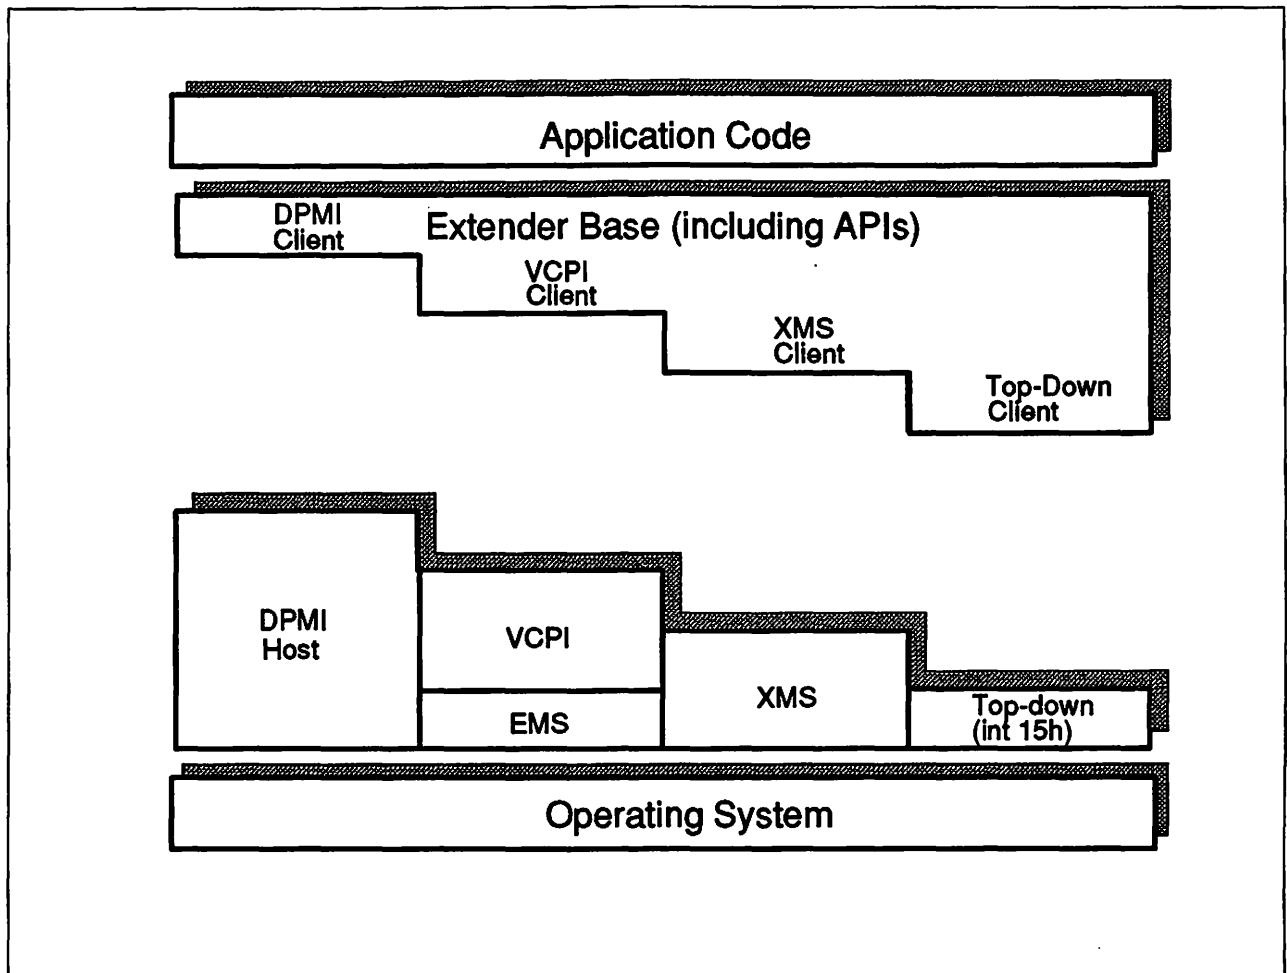 Application Code
DPMI
Client
Extender Base (including APIs)
VCPI
Client
XMS
Client
Top-Down
Client
DPMI
Host
VCPI
EMS
XMS
Top-down
(int 15h)
Operating System